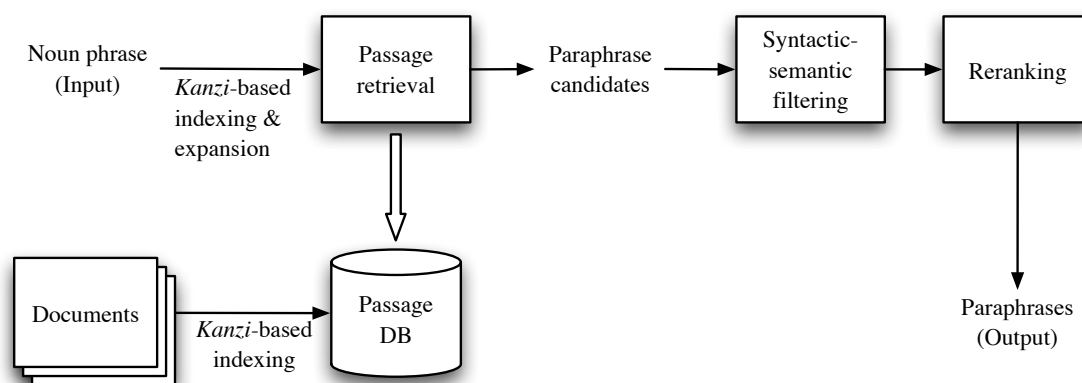 Noun phrase
(Input)
Kanzi-based
indexing &
expansion
Passage
retrieval
Paraphrase
candidates
Syntactic-
semantic
filtering
Reranking
Documents
Kanzi-based
indexing
Passage
DB
Paraphrases
(Output)